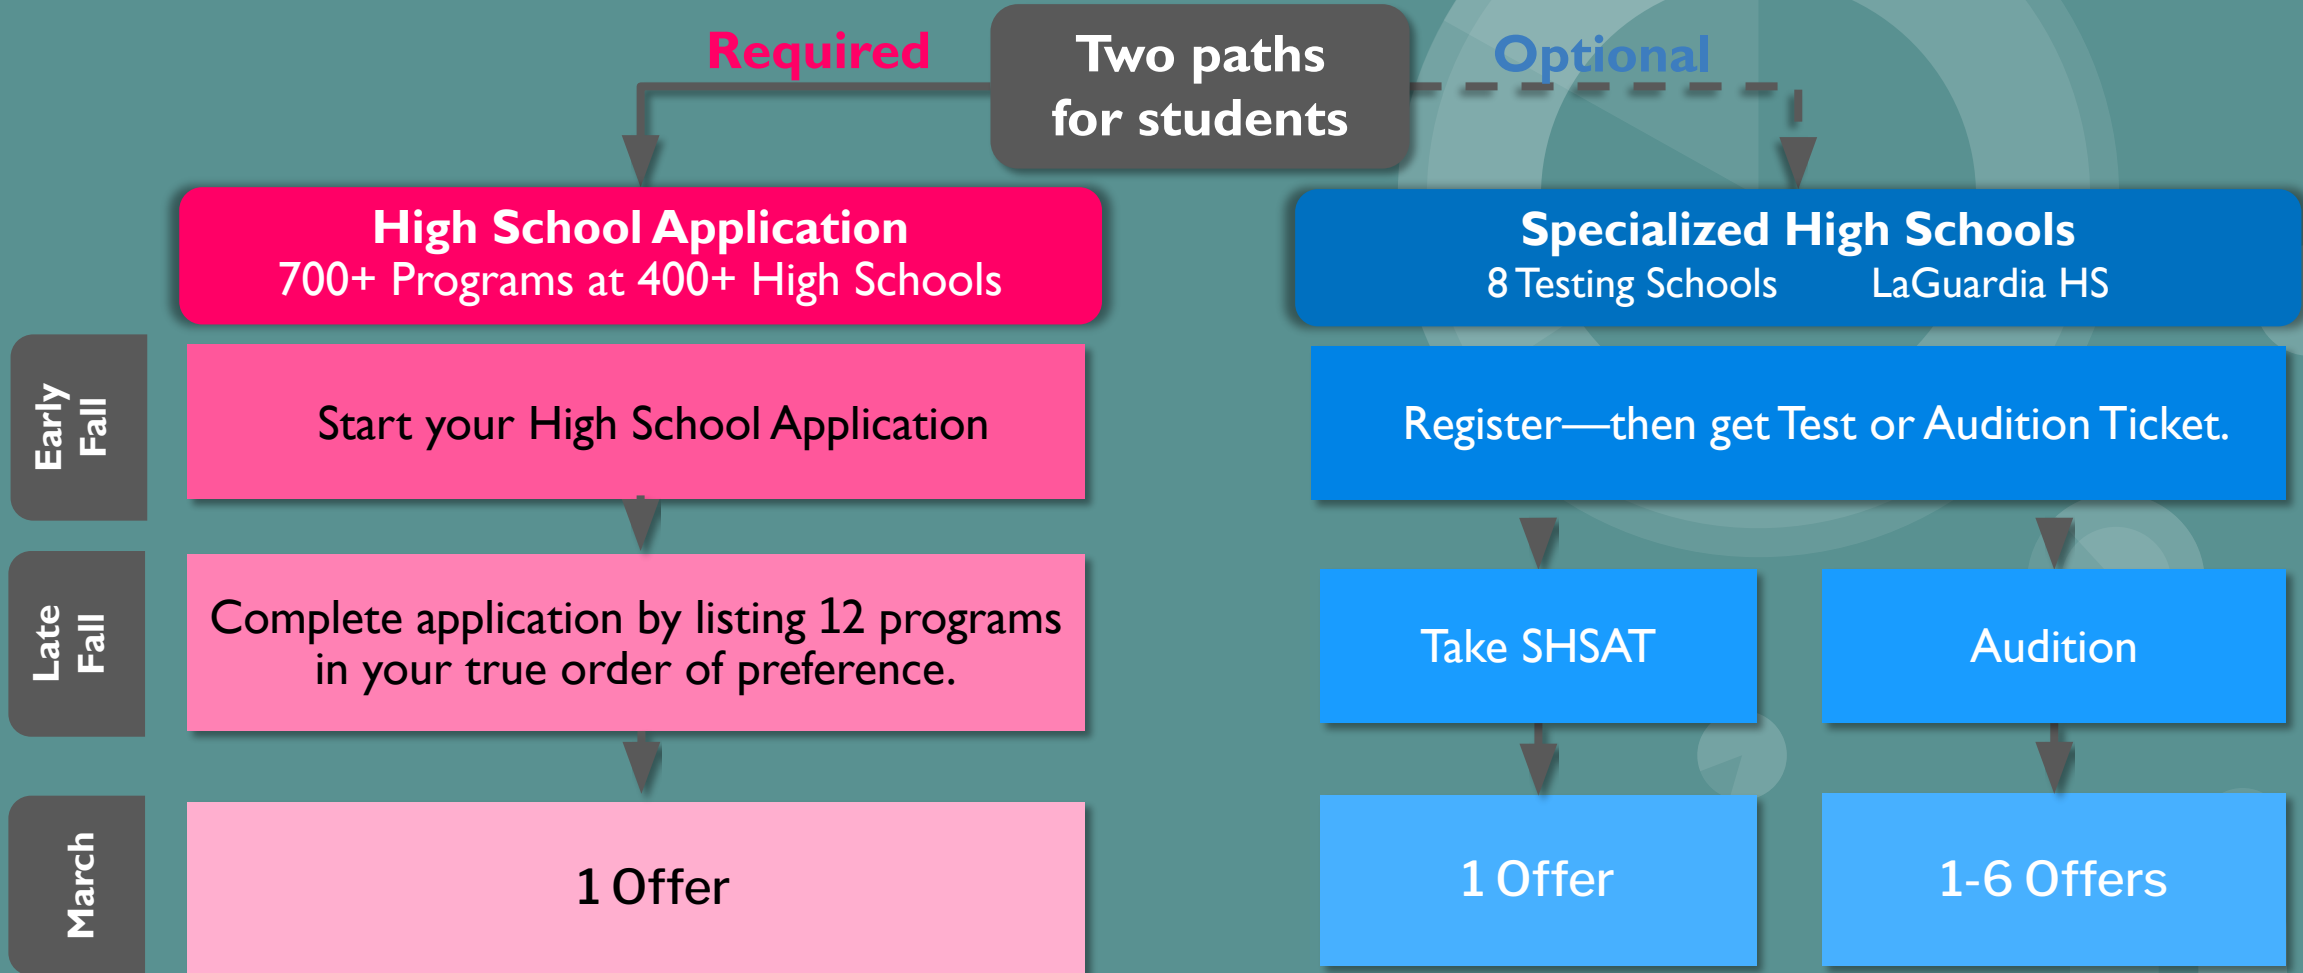 Required
Two paths
for students
Optional
High School Application
700+ Programs at 400+ High Schools
Specialized High Schools
8 Testing Schools LaGuardia HS
Early
Fall
Start your High School Application
Register—then get Test or Audition Ticket.
Late
Fall
Complete application by listing 12 programs
in your true order of preference.
Take SHSAT
Audition
March
1 Offer
1 Offer
1-6 Offers